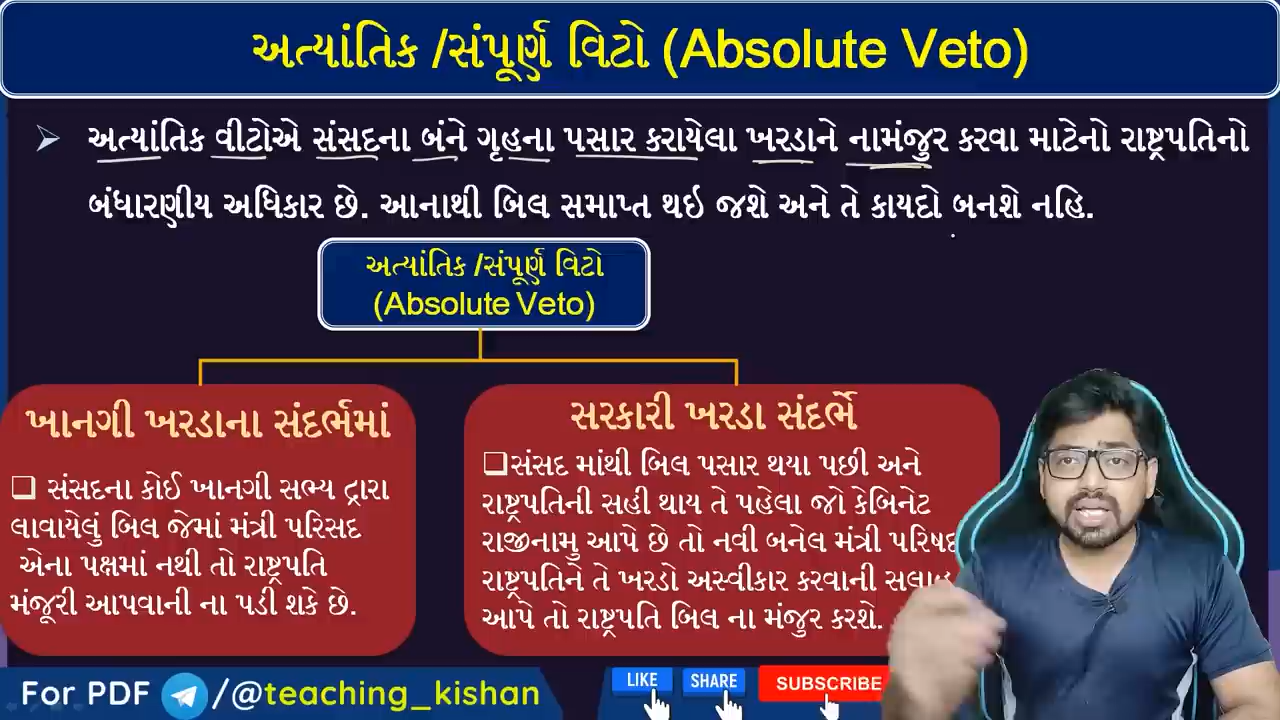 અત્યાંતિક /સંપૂર્ણ વિટો (Absolute Veto)
અત્યાંતિક વીટોએ સંસદના બંને ગૃહના પસાર કરાયેલા ખરડાને નામંજુર કરવા માટેનો રાષ્ટ્રપતિનો
બંધારણીય અધિકાર છે. આનાથી બિલ સમાપ્ત થઇ જશે અને તે કાયદો બનશે નહિ.
અત્યાંતિક /સંપૂર્ણ વિટો
(Absolute Veto)
ખાનગી ખરડાના સંદર્ભમાં
સંસદના કોઈ ખાનગી સભ્ય દ્વારા
લાવાયેલું બિલ જેમાં મંત્રી પરિસદ
એના પક્ષમાં નથી તો રાષ્ટ્રપતિ
મંજૂરી આપવાની ના પડી શકે છે.
સરકારી ખરડા સંદર્ભે
સંસદ માંથી બિલ પસાર થયા પછી અને
રાષ્ટ્રપતિની સહી થાય તે પહેલા જો કેબિનેટ
રાજીનામુ આપે છે તો નવી બનેલ મંત્રી પરિષદ
રાષ્ટ્રપતિને તે ખરડો અસ્વીકાર કરવાની સલાહ
આપે તો રાષ્ટ્રપતિ બિલ ના મંજુર કરશે.
For PDF /@teaching_kishan
LIKE SHARE SUBSCRIBE